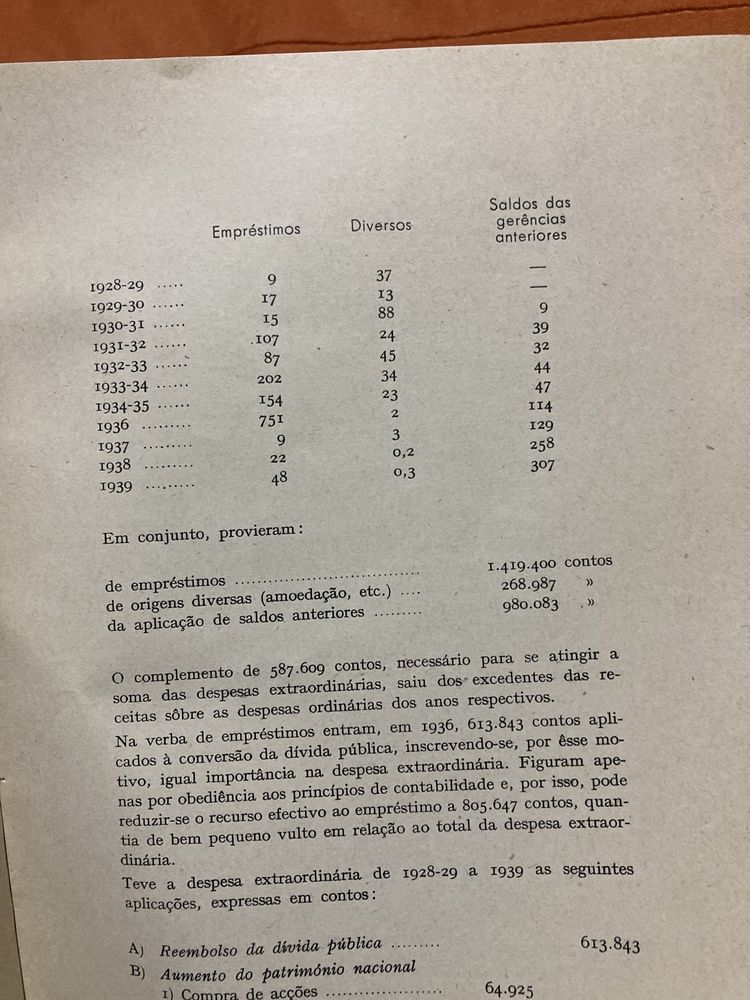 Empréstimos Diversos Saldos das gerências anteriores
1928-29 ..... 9 37 —
1929-30 ...... 17 13 —
1930-31 ...... 15 88 9
1931-32 ...... 107 24 39
1932-33 ...... 87 45 32
1933-34 ...... 202 34 44
1934-35 ...... 154 23 47
1936 ......... 751 2 114
1937 ......... 9 3 129
1938 ......... 22 0,2 258
1939 ......... 48 0,3 307
Em conjunto, provieram:
de empréstimos .................................. 1.419.400 contos
de origens diversas (amoedação, etc.) .... 268.987 »
da aplicação de saldos anteriores ......... 980.083 »
O complemento de 587.609 contos, necessário para se atingir a
soma das despesas extraordinárias, saiu dos excedentes das re-
ceitas sôbre as despesas ordinárias dos anos respectivos.
Na verba de empréstimos entram, em 1936, 613.843 contos apli-
cados à conversão da dívida pública, inscrevendo-se, por êsse mo-
tivo, igual importância na despesa extraordinária. Figuram ape-
nas por obediência aos princípios de contabilidade e, por isso, pode
reduzir-se o recurso efectivo ao empréstimo a 805.647 contos, quan-
tia de bem pequeno vulto em relação ao total da despesa extraor-
dinária.
Teve a despesa extraordinária de 1928-29 a 1939 as seguintes
aplicações, expressas em contos:
A) Reembolso da dívida pública ......... 613.843
B) Aumento do património nacional
1) Compra de acções ..................... 64.925